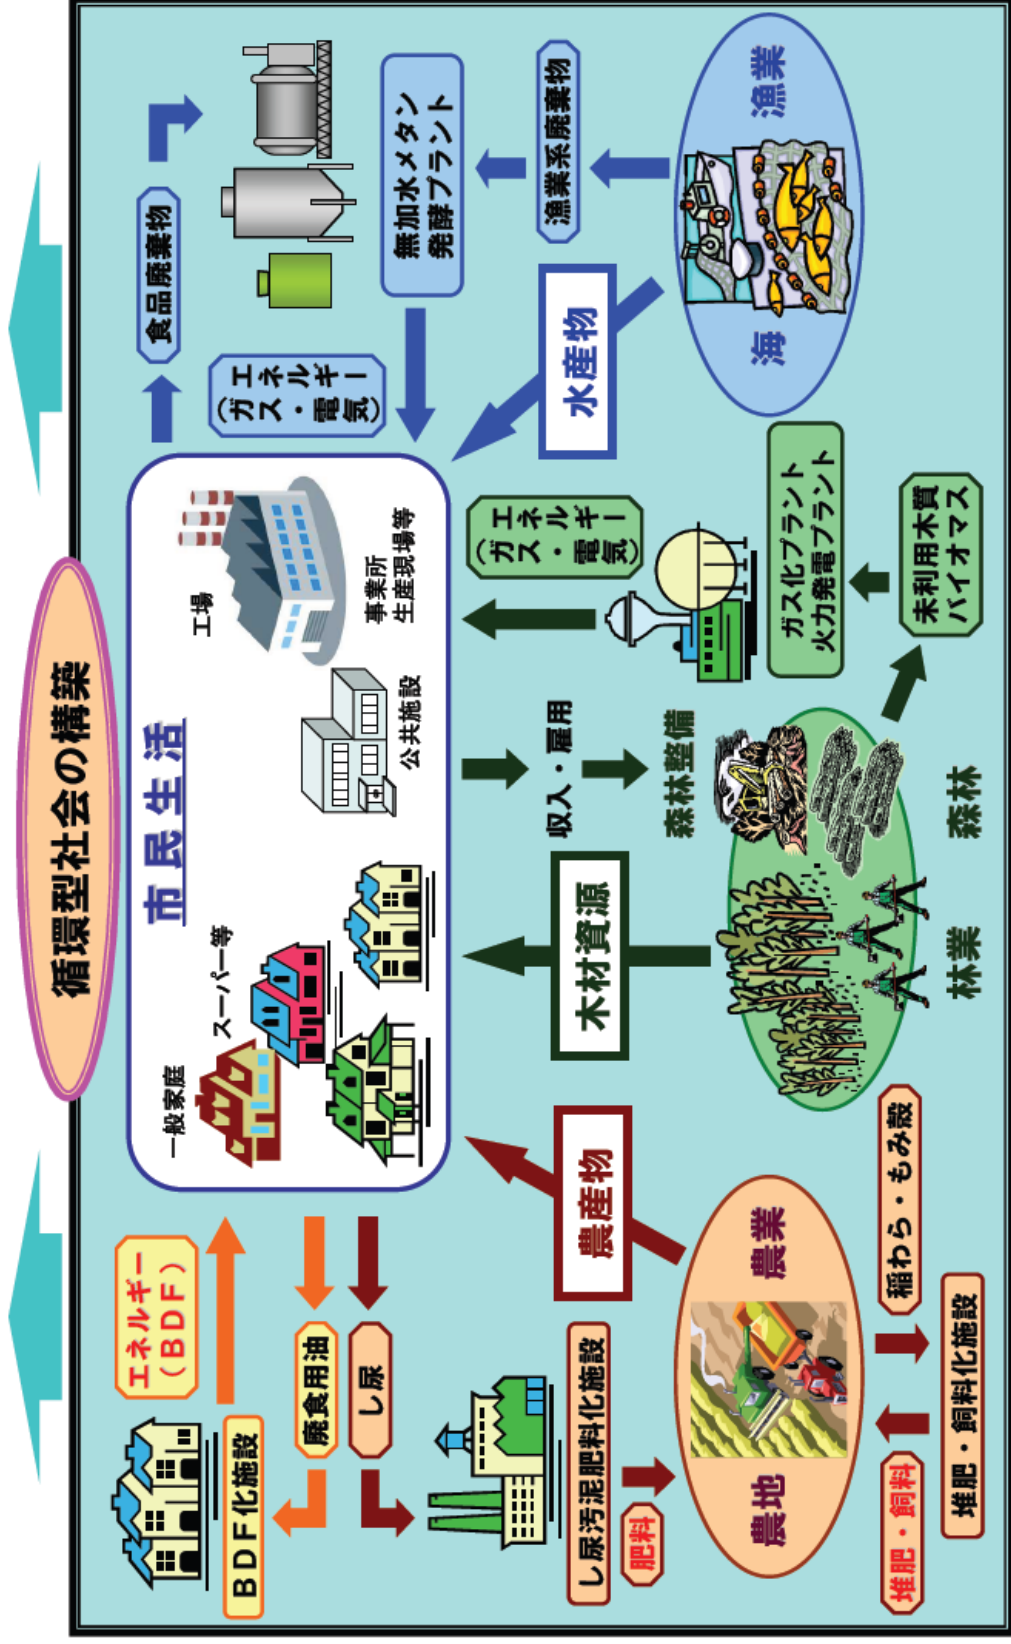 循環型社会の構築
市民生活
一般家庭
スーパー等
工場
公共施設
事業所
生産現場等
エネルギー
（BDF）
BDF化施設
廃食用油
し尿
し尿汚泥肥料化施設
肥料
農地
農業
農産物
稲わら・もみ殻
堆肥・飼料
堆肥・飼料化施設
木材資源
収入・雇用
森林整備
林業
森林
未利用木質
バイオマス
ガス化プラント
火力発電プラント
エネルギー
（ガス・電気）
水産物
海
漁業
漁業系廃棄物
無加水メタン
発酵プラント
エネルギー
（ガス・電気）
食品廃棄物